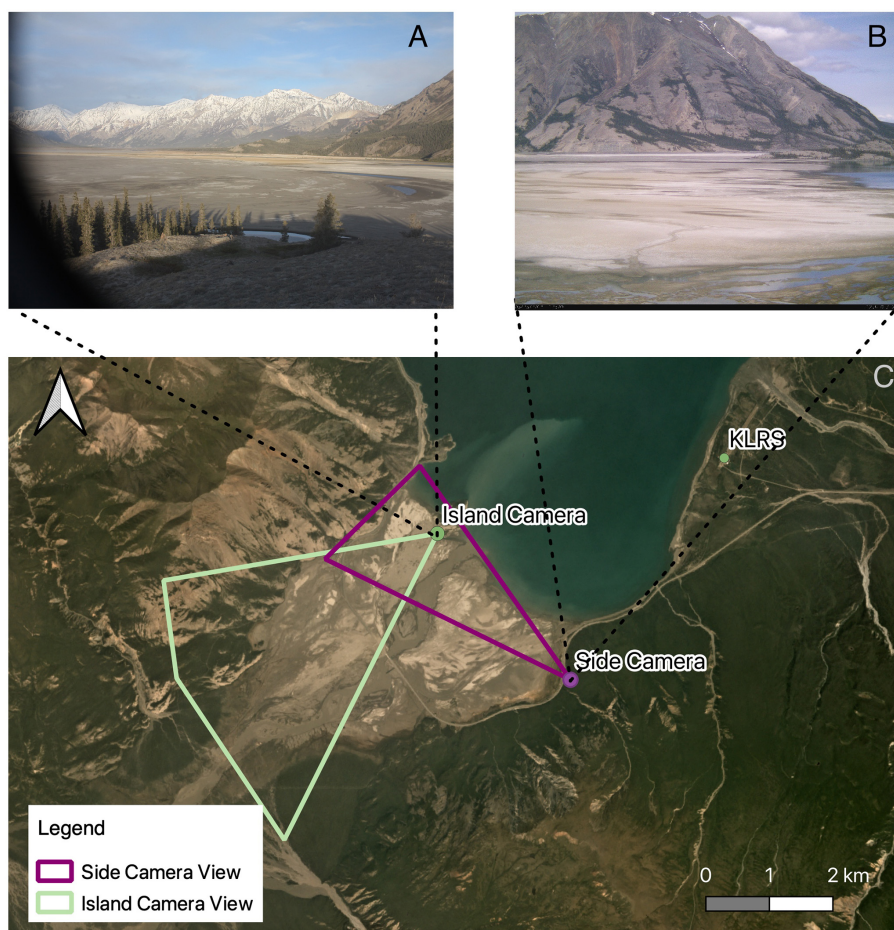 A
B
C
KLRS
Island Camera
Side Camera
Legend
Side Camera View
Island Camera View
0 1 2 km